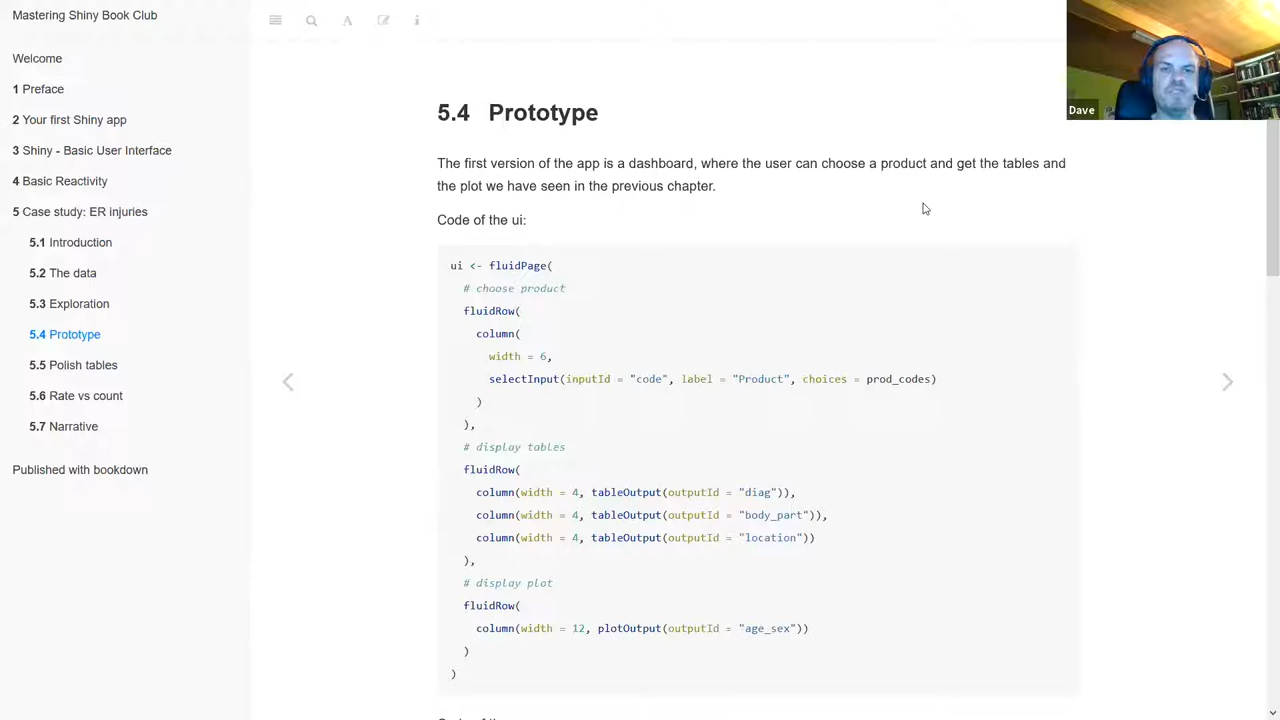 Mastering Shiny Book Club
Welcome
1 Preface
2 Your first Shiny app
3 Shiny - Basic User Interface
4 Basic Reactivity
5 Case study: ER injuries
5.1 Introduction
5.2 The data
5.3 Exploration
5.4 Prototype
5.5 Polish tables
5.6 Rate vs count
5.7 Narrative
Published with bookdown
A
i
Dave
5.4 Prototype
The first version of the app is a dashboard, where the user can choose a product and get the tables and
the plot we have seen in the previous chapter.
Code of the ui:
ui <- fluidPage(
  # choose product
  fluidRow(
    column(
      width = 6,
      selectInput(inputId = "code", label = "Product", choices = prod_codes)
    )
  ),
  # display tables
  fluidRow(
    column(width = 4, tableOutput(outputId = "diag")),
    column(width = 4, tableOutput(outputId = "body_part")),
    column(width = 4, tableOutput(outputId = "location"))
  ),
  # display plot
  fluidRow(
    column(width = 12, plotOutput(outputId = "age_sex"))
  )
)